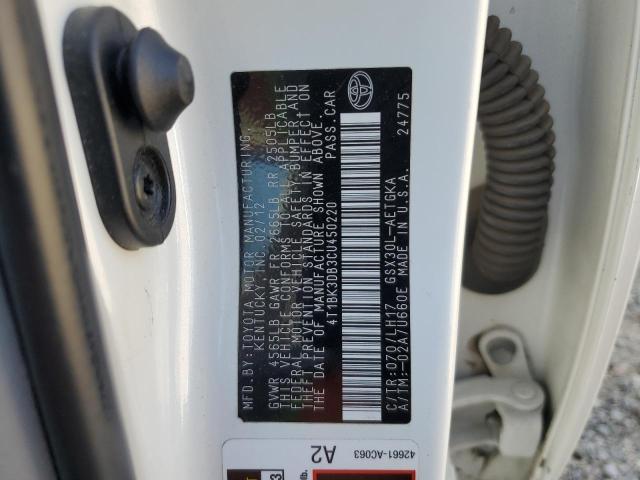 MFD. BY: TOYOTA MOTOR MANUFACTURING,
KENTUCKY, INC. 02/12
GVWR 4565LB GAWR FR 2665LB RR 2505LB
THIS VEHICLE CONFORMS TO ALL APPLICABLE
FEDERAL MOTOR VEHICLE SAFETY, BUMPER AND
THEFT PREVENTION STANDARDS IN EFFECT ON
THE DATE OF MANUFACTURE SHOWN ABOVE.
4T1BK3DB3CU450220 PASS. CAR
C/TR:070/LH17 GSX30L-AETGKA
A/TM:-02A/U660E MADE IN U.S.A. 24775
A2 42661-AC063